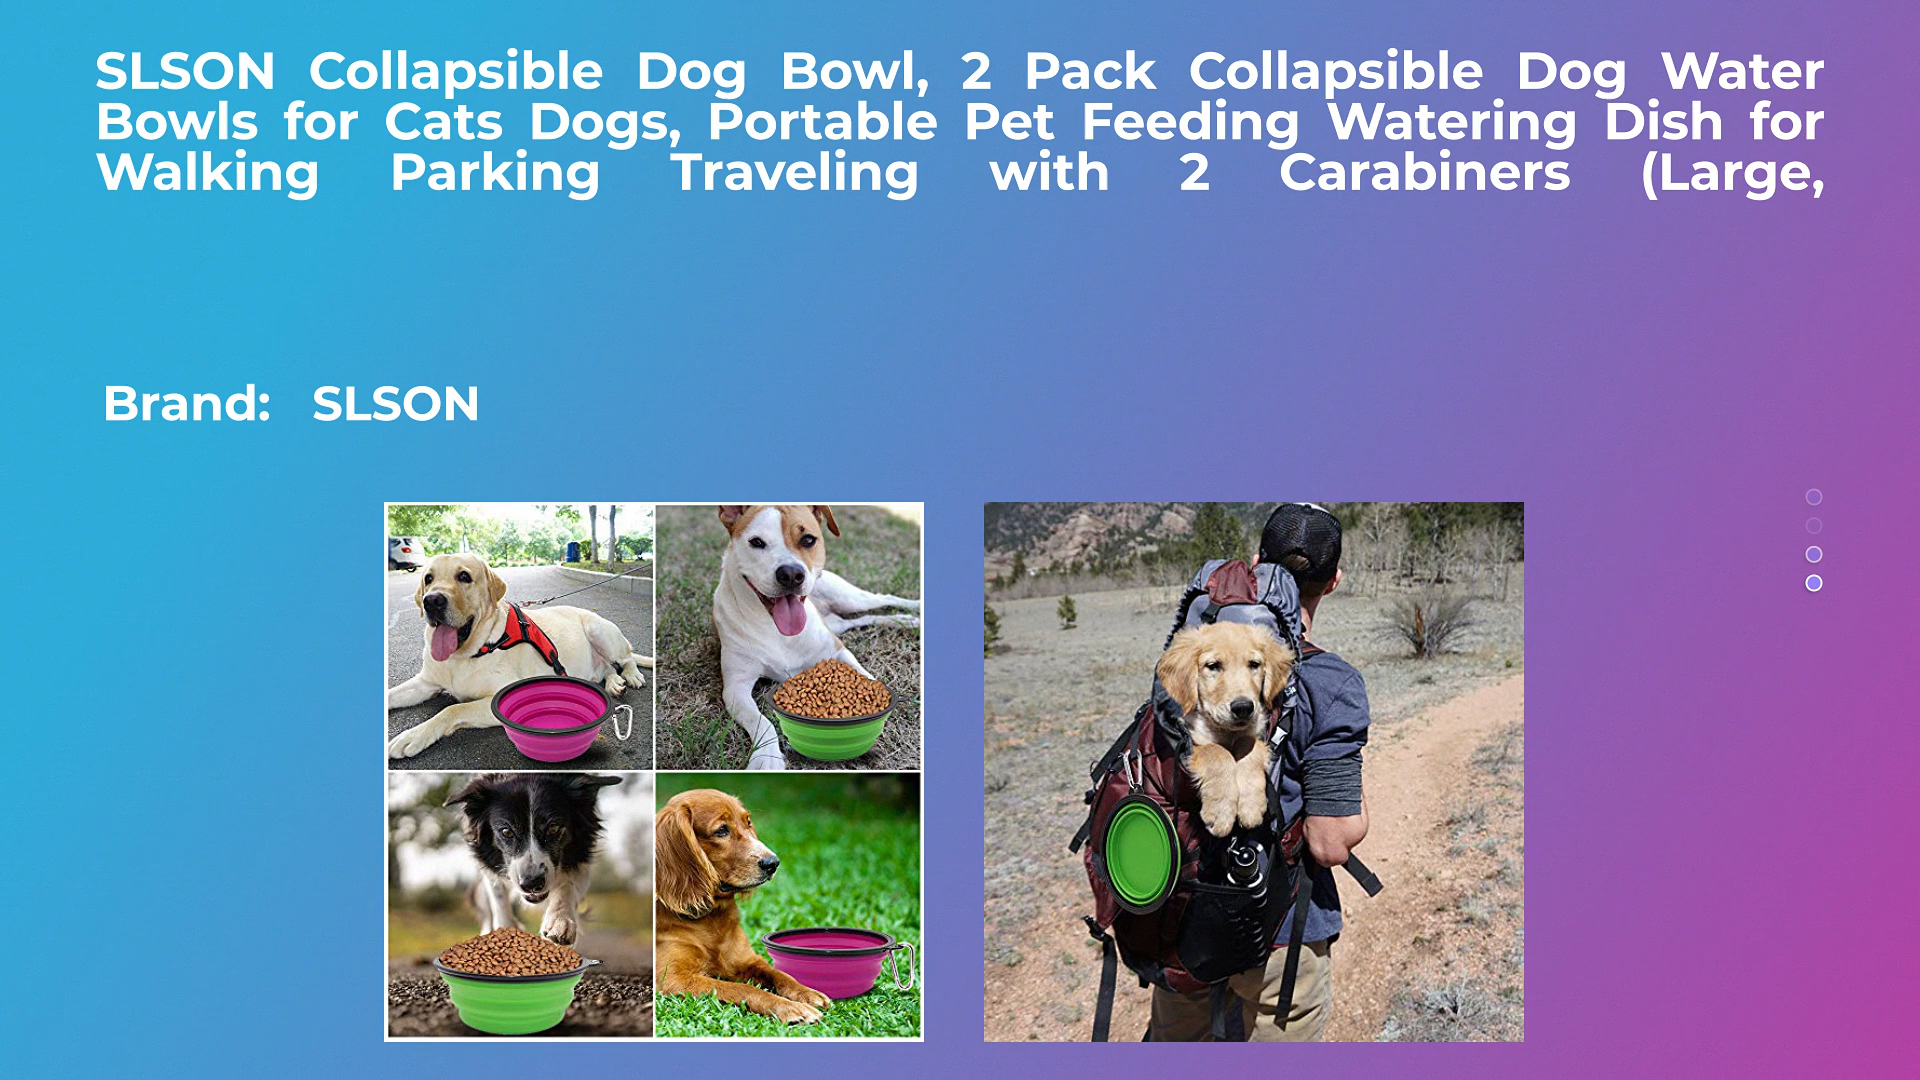 SLSON Collapsible Dog Bowl, 2 Pack Collapsible Dog Water
Bowls for Cats Dogs, Portable Pet Feeding Watering Dish for
Walking Parking Traveling with 2 Carabiners (Large,
Brand: SLSON